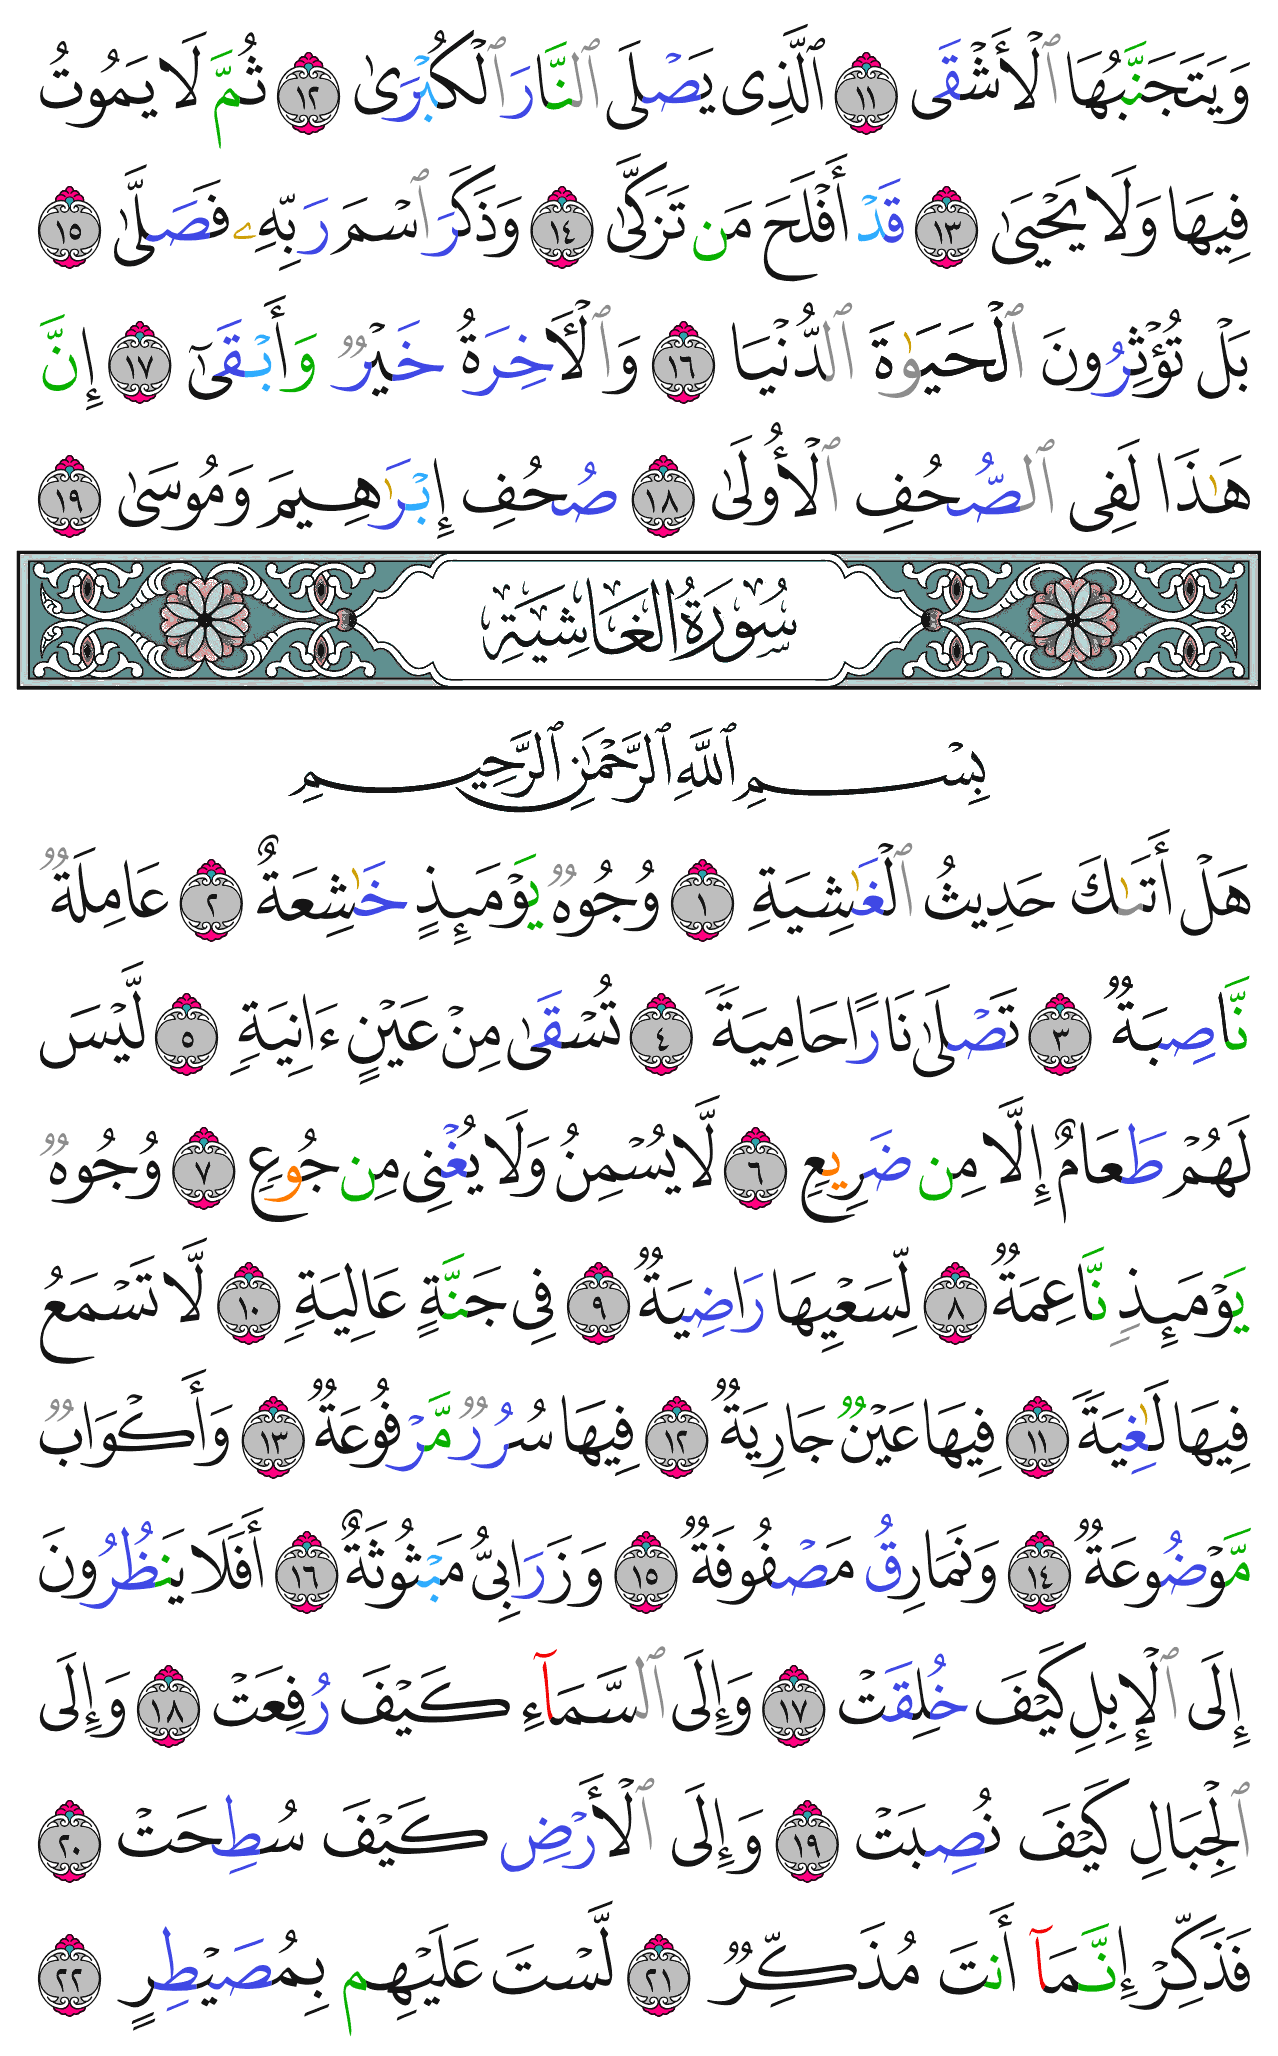 وَيَتَجَنَّبُهَا ٱلْأَشْقَى ١١ ٱلَّذِى يَصْلَى ٱلنَّارَ ٱلْكُبْرَىٰ ١٢ ثُمَّ لَا يَمُوتُ
فِيهَا وَلَا يَحْيَىٰ ١٣ قَدْ أَفْلَحَ مَن تَزَكَّىٰ ١٤ وَذَكَرَ ٱسْمَ رَبِّهِۦ فَصَلَّىٰ ١٥
بَلْ تُؤْثِرُونَ ٱلْحَيَوٰةَ ٱلدُّنْيَا ١٦ وَٱلْـَٔاخِرَةُ خَيْرٌ وَأَبْقَىٰٓ ١٧ إِنَّ
هَـٰذَا لَفِى ٱلصُّحُفِ ٱلْأُولَىٰ ١٨ صُحُفِ إِبْرَٰهِيمَ وَمُوسَىٰ ١٩
سُورَةُ الغَاشِيَةِ
بِسْمِ ٱللَّهِ ٱلرَّحْمَـٰنِ ٱلرَّحِيمِ
هَلْ أَتَىٰكَ حَدِيثُ ٱلْغَـٰشِيَةِ ١ وُجُوهٌ يَوْمَئِذٍ خَـٰشِعَةٌ ٢ عَامِلَةٌ
نَّاصِبَةٌ ٣ تَصْلَىٰ نَارًا حَامِيَةً ٤ تُسْقَىٰ مِنْ عَيْنٍ ءَانِيَةٍ ٥ لَّيْسَ
لَهُمْ طَعَامٌ إِلَّا مِن ضَرِيعٍ ٦ لَّا يُسْمِنُ وَلَا يُغْنِى مِن جُوعٍ ٧ وُجُوهٌ
يَوْمَئِذٍ نَّاعِمَةٌ ٨ لِّسَعْيِهَا رَاضِيَةٌ ٩ فِى جَنَّةٍ عَالِيَةٍ ١٠ لَّا تَسْمَعُ
فِيهَا لَـٰغِيَةً ١١ فِيهَا عَيْنٌ جَارِيَةٌ ١٢ فِيهَا سُرُرٌ مَّرْفُوعَةٌ ١٣ وَأَكْوَابٌ
مَّوْضُوعَةٌ ١٤ وَنَمَارِقُ مَصْفُوفَةٌ ١٥ وَزَرَابِىُّ مَبْثُوثَةٌ ١٦ أَفَلَا يَنظُرُونَ
إِلَى ٱلْإِبِلِ كَيْفَ خُلِقَتْ ١٧ وَإِلَى ٱلسَّمَآءِ كَيْفَ رُفِعَتْ ١٨ وَإِلَى
ٱلْجِبَالِ كَيْفَ نُصِبَتْ ١٩ وَإِلَى ٱلْأَرْضِ كَيْفَ سُطِحَتْ ٢٠
فَذَكِّرْ إِنَّمَآ أَنتَ مُذَكِّرٌ ٢١ لَّسْتَ عَلَيْهِم بِمُصَيْطِرٍ ٢٢